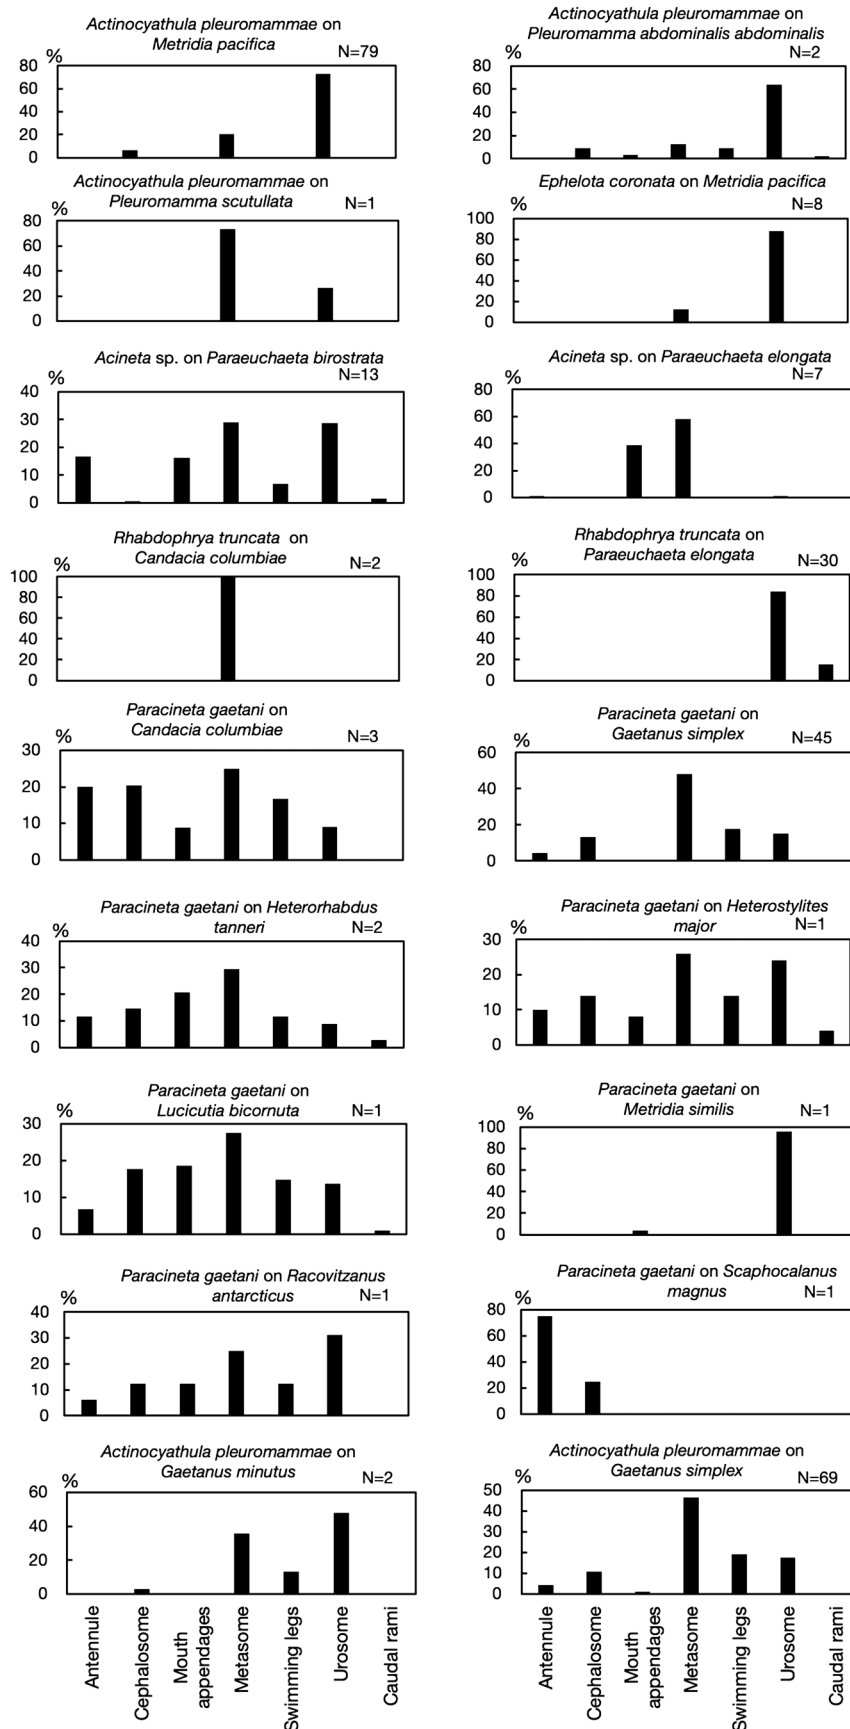 Actinocyathula pleuromammae on
Metridia pacifica
N=79
%
80
60
40
20
0
Actinocyathula pleuromammae on
Pleuromamma abdominalis abdominalis
N=2
%
80
60
40
20
0
Actinocyathula pleuromammae on
Pleuromamma scutullata
N=1
%
80
60
40
20
0
Ephelota coronata on Metridia pacifica
N=8
%
100
80
60
40
20
0
Acineta sp. on Paraeuchaeta birostrata
N=13
%
40
30
20
10
0
Acineta sp. on Paraeuchaeta elongata
N=7
%
80
60
40
20
0
Rhabdophrya truncata on
Candacia columbiae
N=2
%
100
80
60
40
20
0
Rhabdophrya truncata on
Paraeuchaeta elongata
N=30
%
100
80
60
40
20
0
Paracineta gaetani on
Candacia columbiae
N=3
%
30
20
10
0
Paracineta gaetani on
Gaetanus simplex
N=45
%
60
40
20
0
Paracineta gaetani on Heterorhabdus
tanneri
N=2
%
40
30
20
10
0
Paracineta gaetani on Heterostylites
major
N=1
%
30
20
10
0
Paracineta gaetani on
Lucicutia bicornuta
N=1
%
30
20
10
0
Paracineta gaetani on
Metridia similis
N=1
%
100
80
60
40
20
0
Paracineta gaetani on Racovitzanus
antarcticus
N=1
%
40
30
20
10
0
Paracineta gaetani on Scaphocalanus
magnus
N=1
%
80
60
40
20
0
Actinocyathula pleuromammae on
Gaetanus minutus
N=2
%
60
40
20
0
Antennule
Cephalosome
Mouth
appendages
Metasome
Swimming legs
Urosome
Caudal rami
Actinocyathula pleuromammae on
Gaetanus simplex
N=69
%
50
40
30
20
10
0
Antennule
Cephalosome
Mouth
appendages
Metasome
Swimming legs
Urosome
Caudal rami